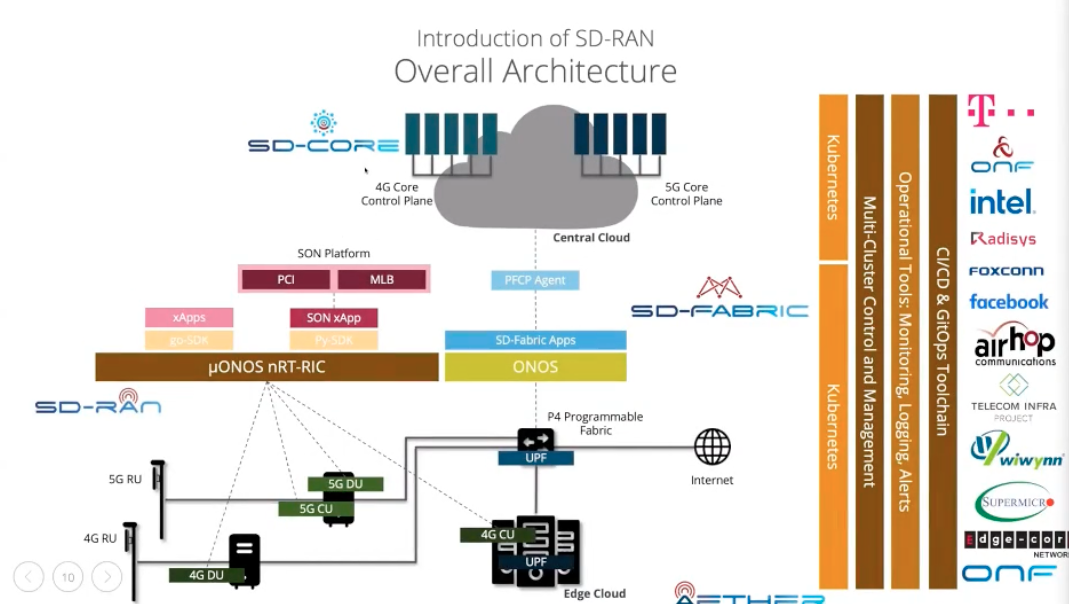 Introduction of SD-RAN
Overall Architecture
SD-CORE
4G Core
Control Plane
5G Core
Control Plane
Central Cloud
SON Platform
PCI
MLB
PFCP Agent
xApps
SON xApp
go-SDK
Py-SDK
SD-Fabric Apps
µONOS nRT-RIC
ONOS
SD-FABRIC
SD-RAN
P4 Programmable
Fabric
UPF
Internet
5G RU
5G DU
5G CU
4G RU
4G CU
4G DU
UPF
Edge Cloud
AETHER
10
Kubernetes
Kubernetes
Multi-Cluster Control and Management
Operational Tools: Monitoring, Logging, Alerts
CI/CD & GitOps Toolchain
T
ONF
intel.
Radisys
FOXCONN
facebook
airhop
communications
TELECOM INFRA
PROJECT
wiwynn
SUPERMICRO
Edge-cor
NETWOR
ONF